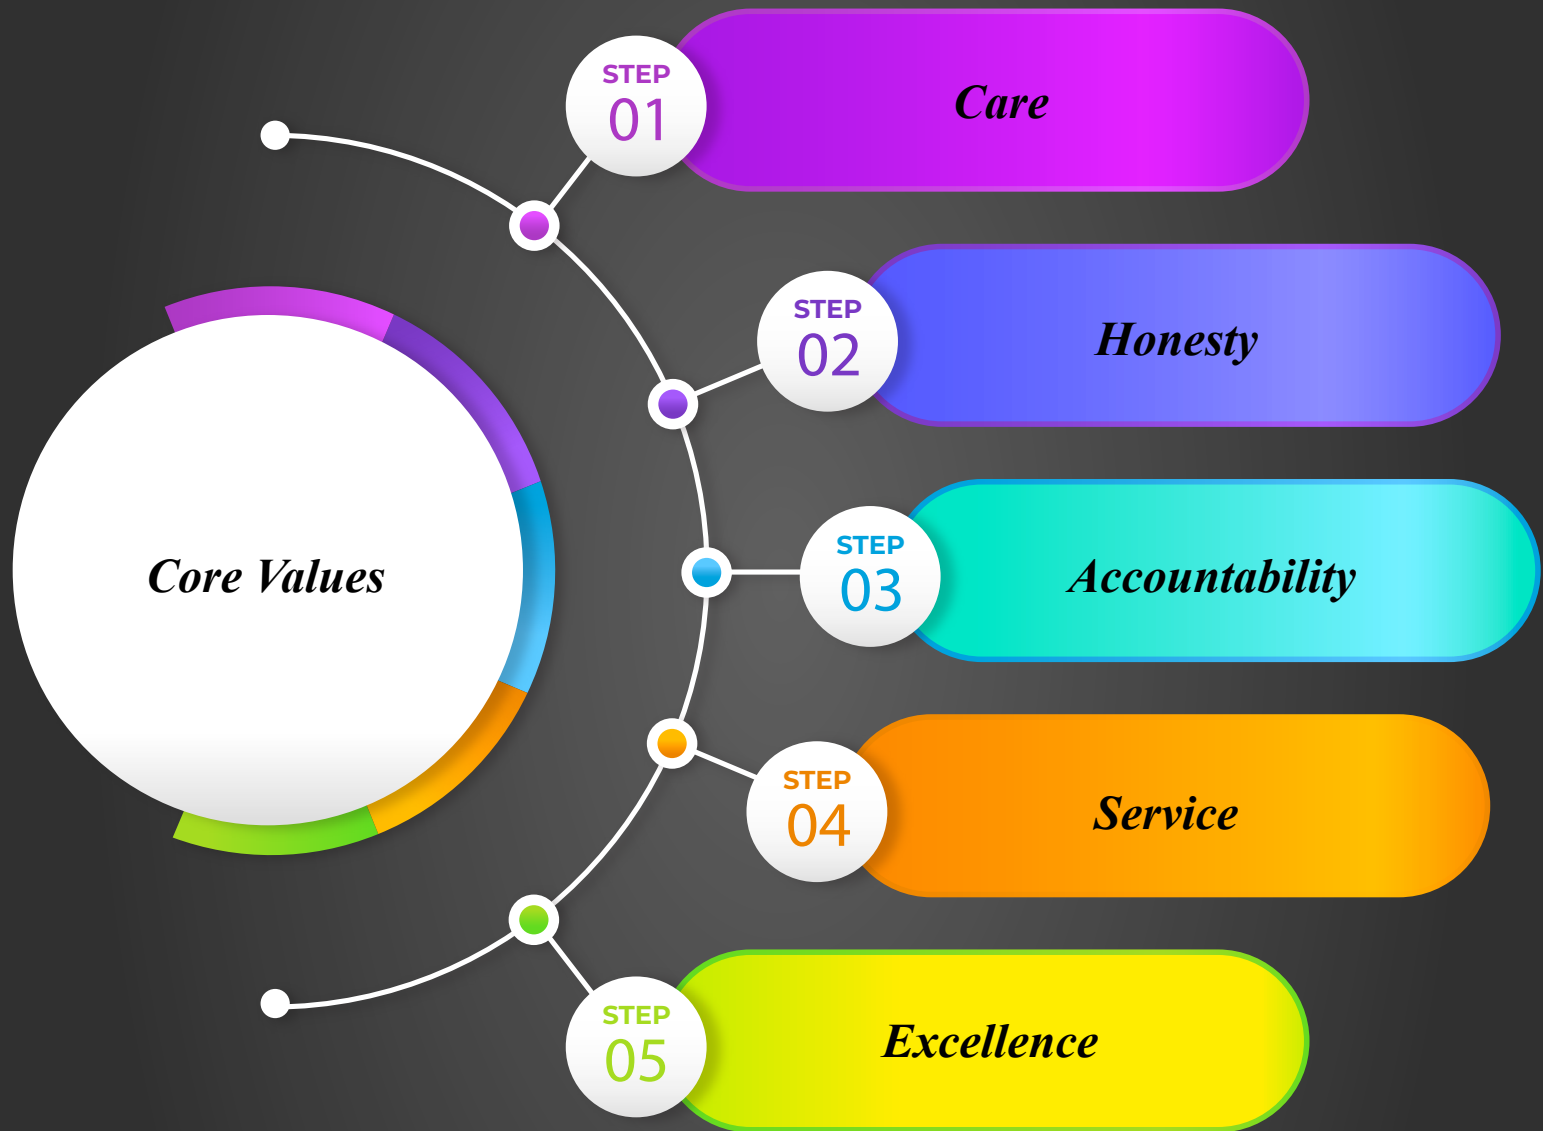 STEP
01
Care
STEP
02
Honesty
STEP
03
Accountability
Core Values
STEP
04
Service
STEP
05
Excellence